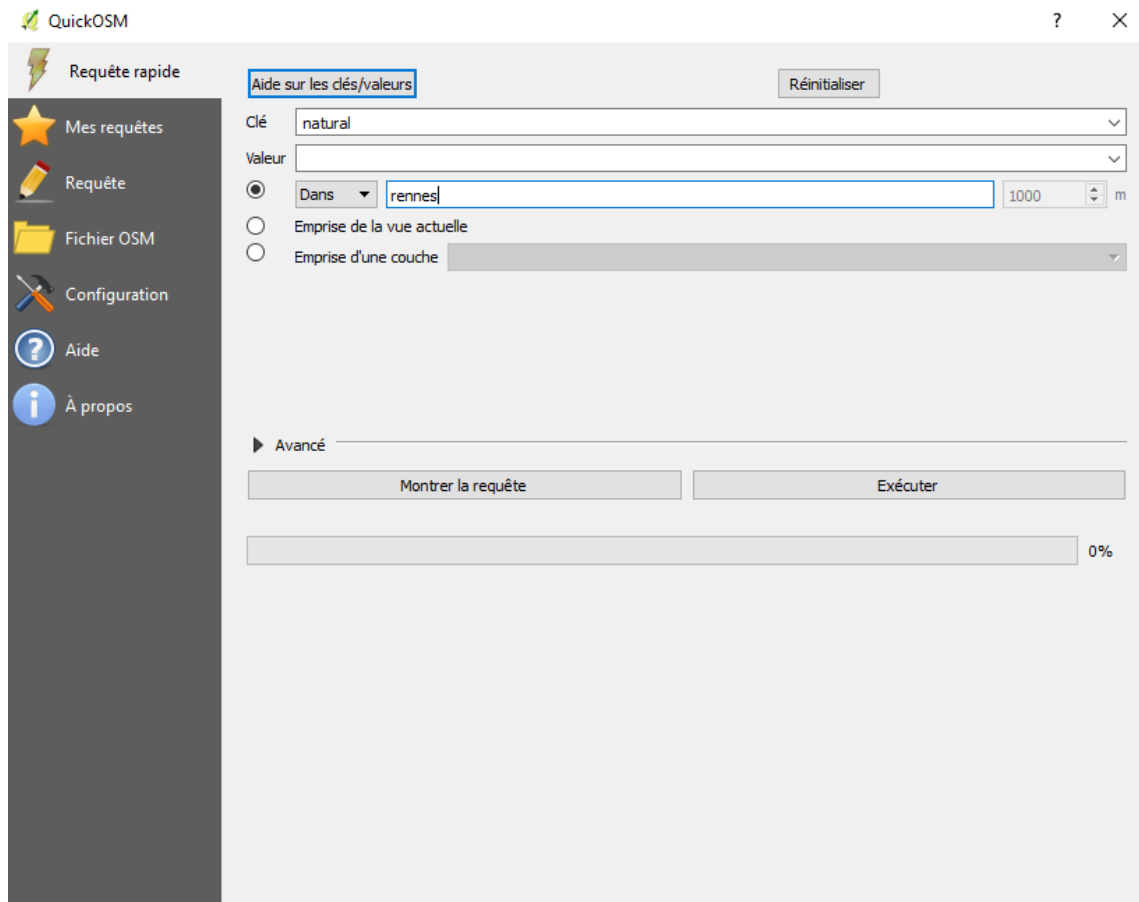 QuickOSM ?
Requête rapide
Mes requêtes
Requête
Fichier OSM
Configuration
Aide
À propos
Aide sur les clés/valeurs Réinitialiser
Clé natural
Valeur
Dans rennes 1000 m
Emprise de la vue actuelle
Emprise d'une couche
Avancé
Montrer la requête Exécuter
0%